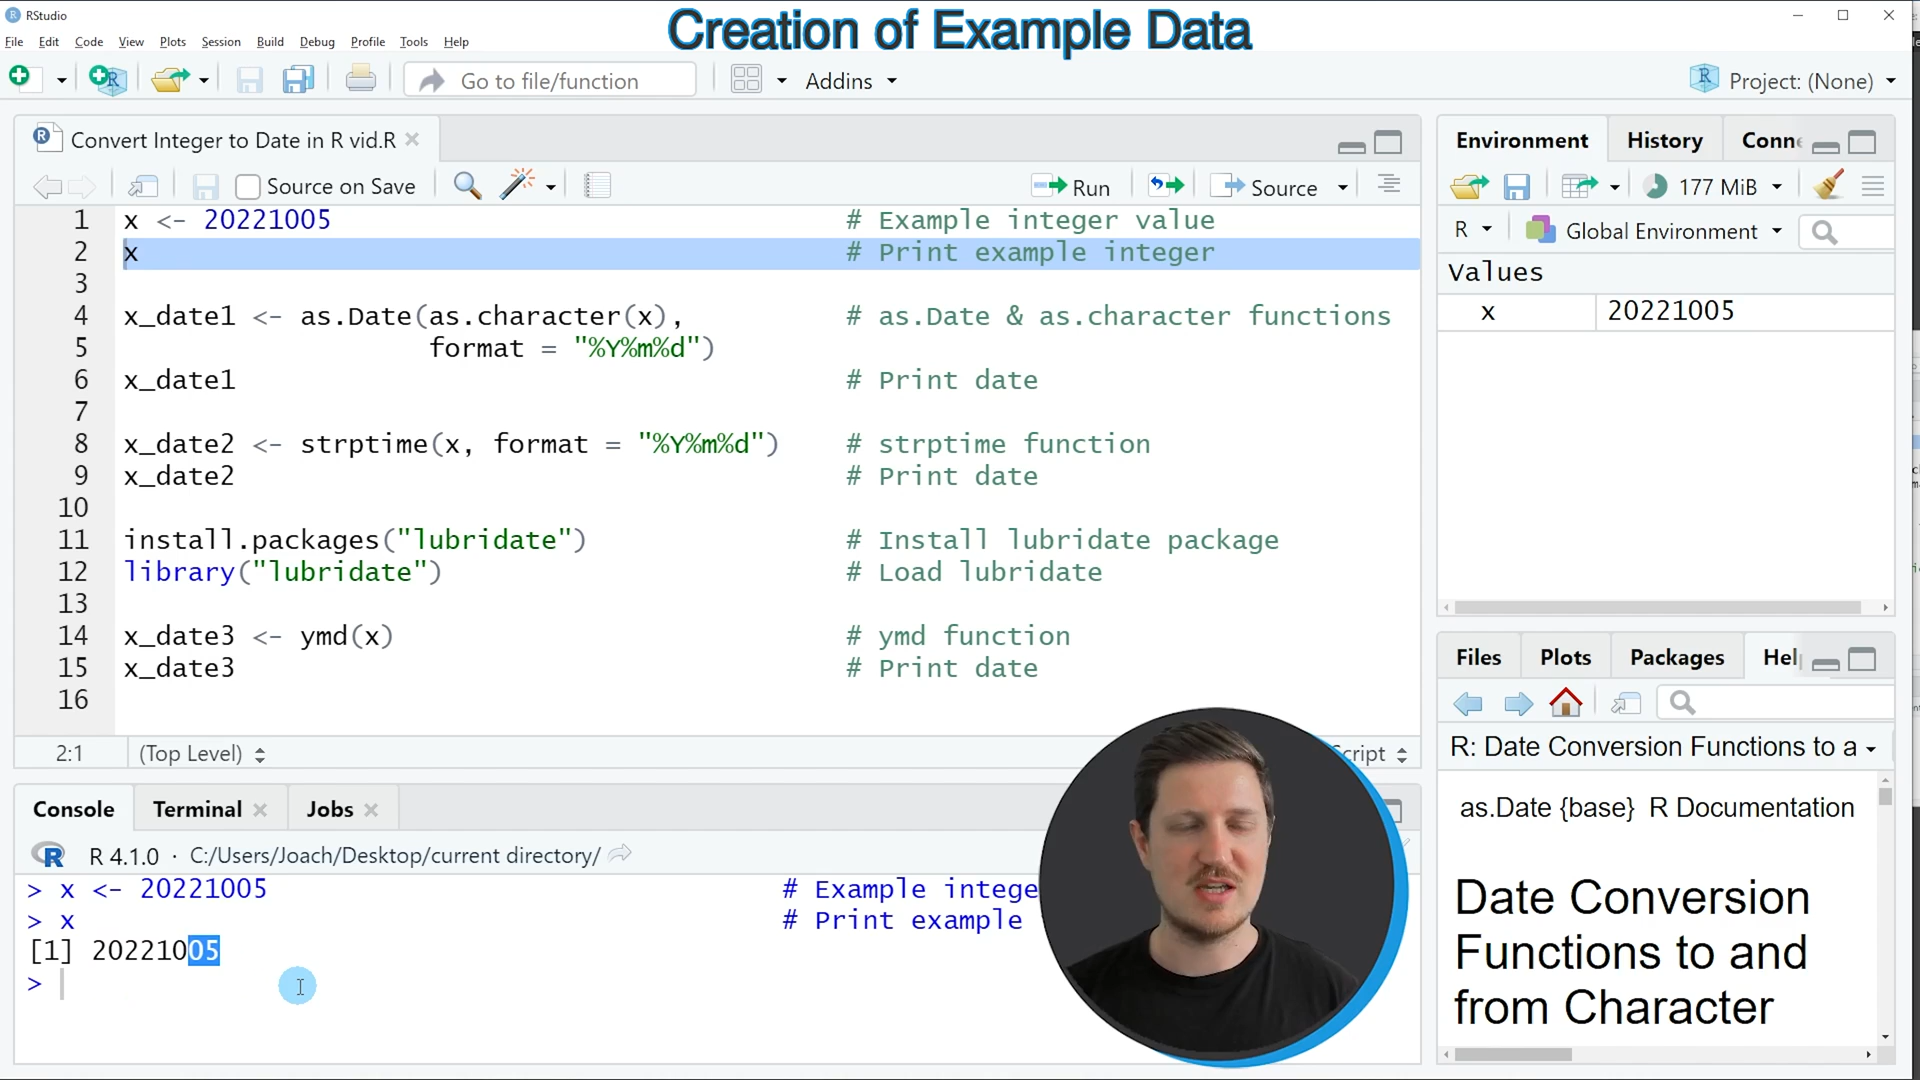 RStudio
Creation of Example Data
File Edit Code View Plots Session Build Debug Profile Tools Help
Go to file/function
Addins
Project: (None)
Convert Integer to Date in R vid.R
Source on Save
Run
Source
1 x <- 20221005 # Example integer value
2 x # Print example integer
3
4 x_date1 <- as.Date(as.character(x), # as.Date & as.character functions
5 format = "%Y%m%d")
6 x_date1 # Print date
7
8 x_date2 <- strptime(x, format = "%Y%m%d") # strptime function
9 x_date2 # Print date
10
11 install.packages("lubridate") # Install lubridate package
12 library("lubridate") # Load lubridate
13
14 x_date3 <- ymd(x) # ymd function
15 x_date3 # Print date
16
2:1 (Top Level) cript
Console Terminal Jobs
R 4.1.0 · C:/Users/Joach/Desktop/current directory/
> x <- 20221005 # Example intege
> x # Print example
[1] 20221005
>
Environment History Conne
177 MiB
R Global Environment
Values
x 20221005
Files Plots Packages Hel
R: Date Conversion Functions to a
as.Date {base} R Documentation
Date Conversion
Functions to and
from Character